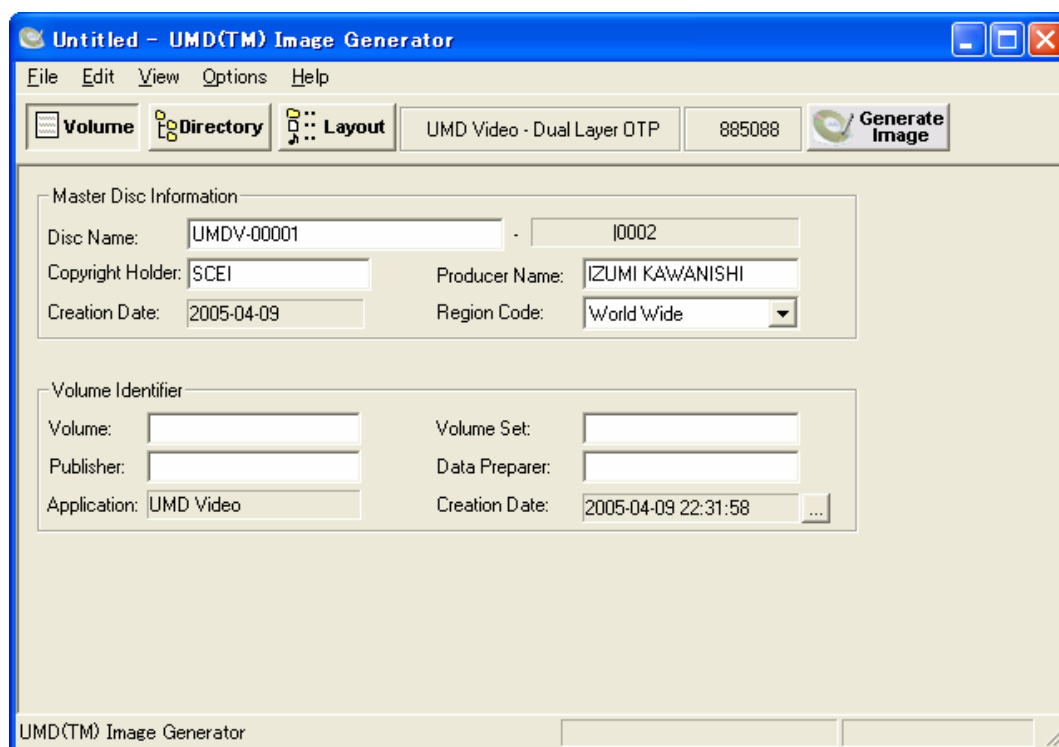 Untitled - UMD(TM) Image Generator
File Edit View Options Help
Volume Directory Layout UMD Video - Dual Layer OTP 885088 Generate Image
Master Disc Information
Disc Name: UMDV-00001 - |0002
Copyright Holder: SCEI Producer Name: IZUMI KAWANISHI
Creation Date: 2005-04-09 Region Code: World Wide
Volume Identifier
Volume: Volume Set:
Publisher: Data Preparer:
Application: UMD Video Creation Date: 2005-04-09 22:31:58 ...
UMD(TM) Image Generator